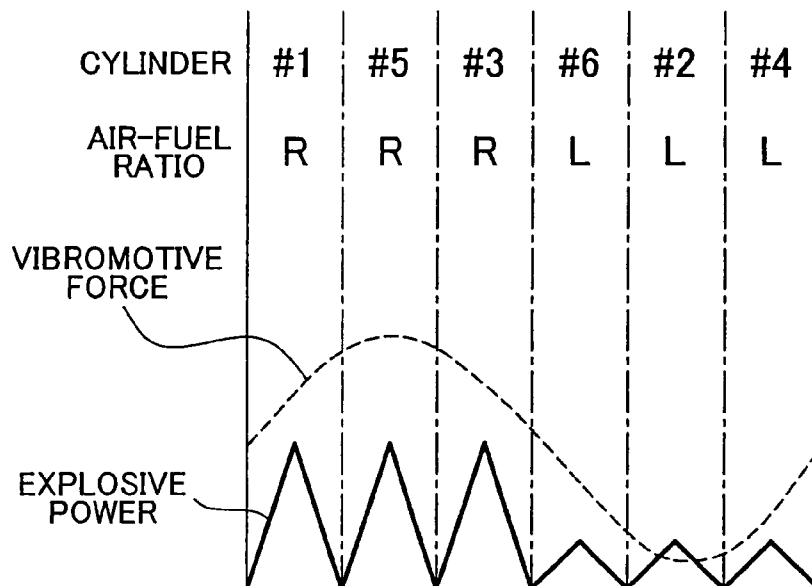 CYLINDER #1 #5 #3 #6 #2 #4
AIR-FUEL
RATIO R R R L L L
VIBROMOTIVE
FORCE
EXPLOSIVE
POWER